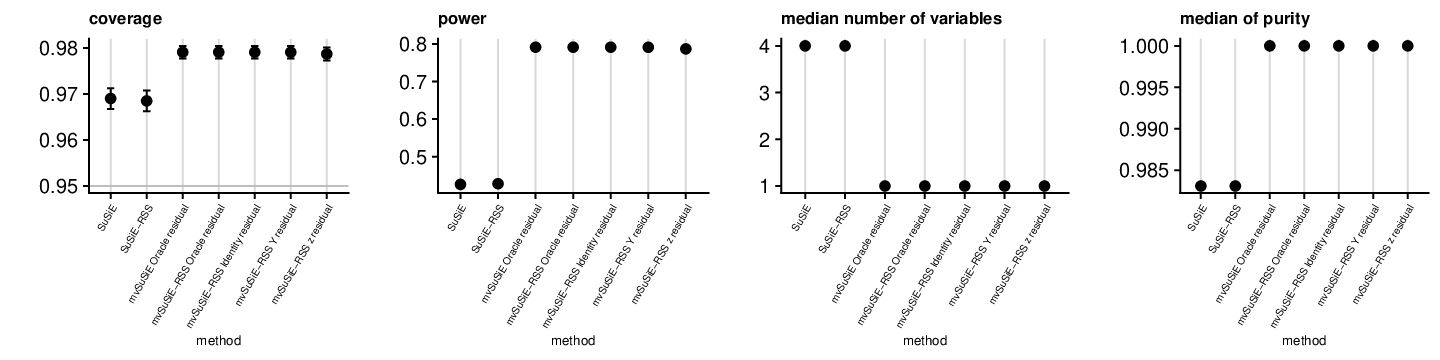 coverage
0.98
0.97
0.96
0.95
SuSiE
SuSiE−RSS
mvSuSiE Oracle residual
mvSuSiE−RSS Oracle residual
mvSuSiE−RSS Identity residual
mvSuSiE−RSS Y residual
mvSuSiE−RSS z residual
method
power
0.8
0.7
0.6
0.5
SuSiE
SuSiE−RSS
mvSuSiE Oracle residual
mvSuSiE−RSS Oracle residual
mvSuSiE−RSS Identity residual
mvSuSiE−RSS Y residual
mvSuSiE−RSS z residual
method
median number of variables
4
3
2
1
SuSiE
SuSiE−RSS
mvSuSiE Oracle residual
mvSuSiE−RSS Oracle residual
mvSuSiE−RSS Identity residual
mvSuSiE−RSS Y residual
mvSuSiE−RSS z residual
method
median of purity
1.000
0.995
0.990
0.985
SuSiE
SuSiE−RSS
mvSuSiE Oracle residual
mvSuSiE−RSS Oracle residual
mvSuSiE−RSS Identity residual
mvSuSiE−RSS Y residual
mvSuSiE−RSS z residual
method